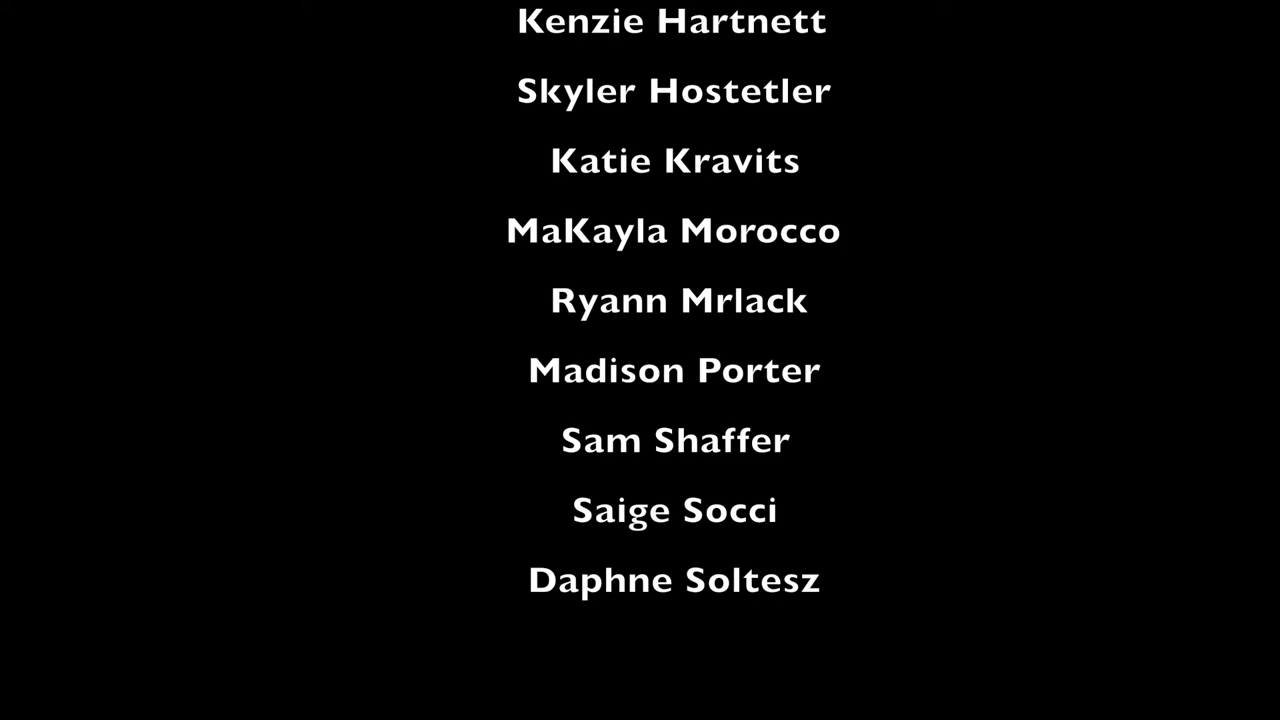 Kenzie Hartnett
Skyler Hostetler
Katie Kravits
MaKayla Morocco
Ryann Mrlack
Madison Porter
Sam Shaffer
Saige Socci
Daphne Soltesz